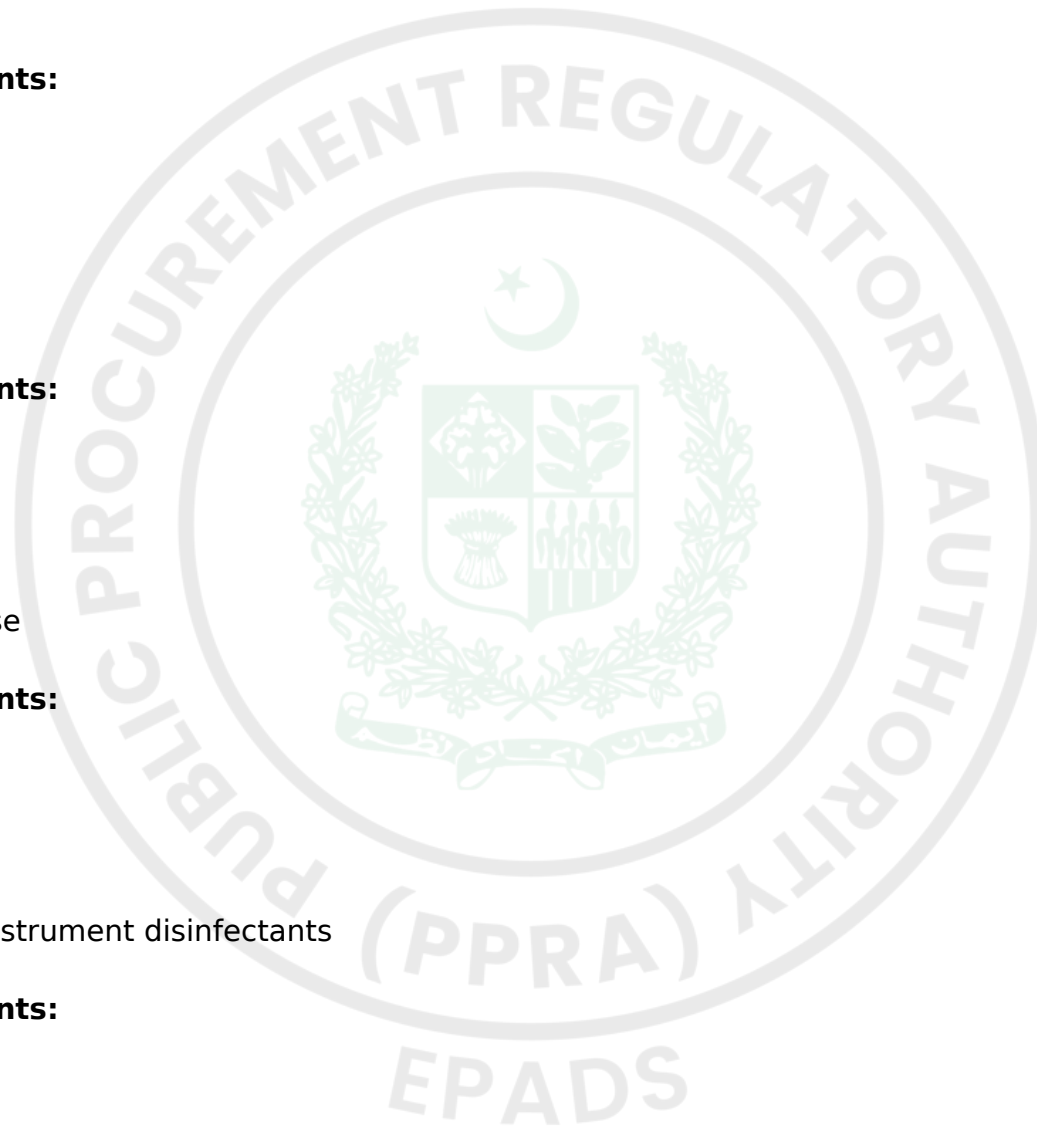 nts:
nts:
se
nts:
strument disinfectants
nts:
PUBLIC PROCUREMENT REGULATORY AUTHORITY
(PPRA)
EPADS